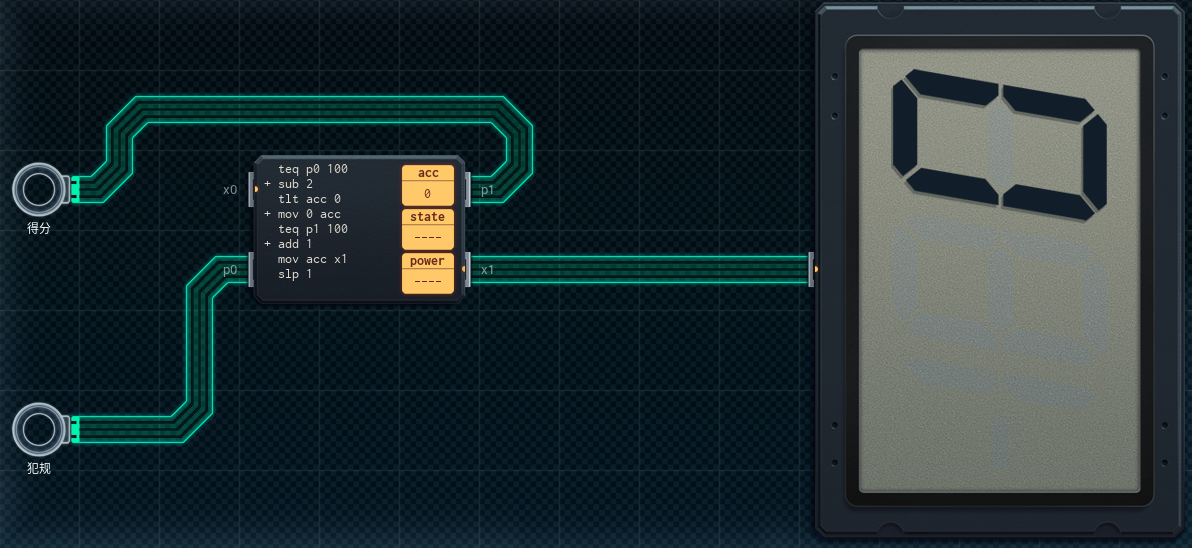 得分
x0
teq p0 100
+ sub 2
tlt acc 0
+ mov 0 acc
teq p1 100
+ add 1
mov acc x1
slp 1
acc
0
state
----
power
----
p1
p0
x1
犯规